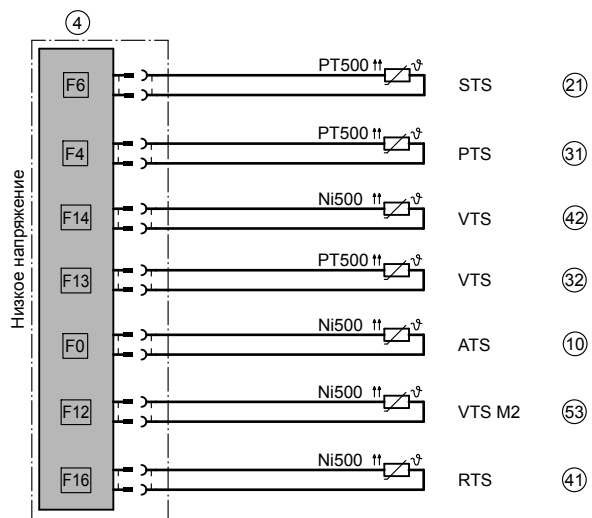 4
Низкое напряжение
F6 PT500 ϑ STS 21
F4 PT500 ϑ PTS 31
F14 Ni500 ϑ VTS 42
F13 PT500 ϑ VTS 32
F0 Ni500 ϑ ATS 10
F12 Ni500 ϑ VTS M2 53
F16 Ni500 ϑ RTS 41